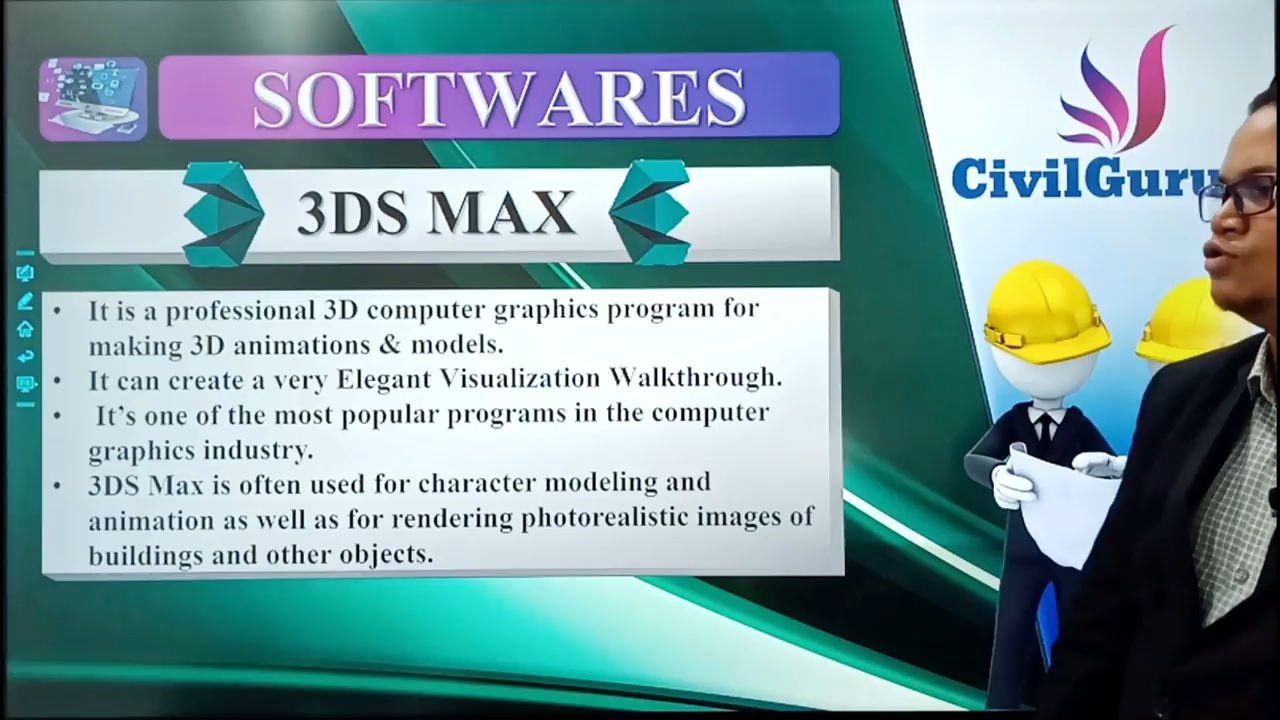 SOFTWARES
3DS MAX
• It is a professional 3D computer graphics program for
making 3D animations & models.
• It can create a very Elegant Visualization Walkthrough.
• It’s one of the most popular programs in the computer
graphics industry.
• 3DS Max is often used for character modeling and
animation as well as for rendering photorealistic images of
buildings and other objects.
CivilGuru